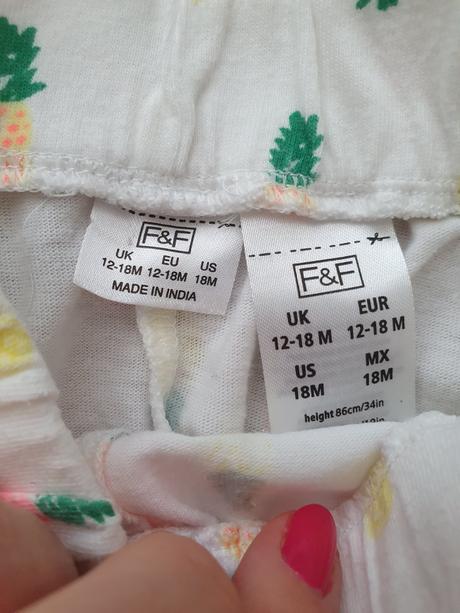 F&F
UK EU US
12-18M 12-18M 18M
MADE IN INDIA
F&F
UK EUR
12-18 M 12-18 M
US MX
18M 18M
height 86cm/34in